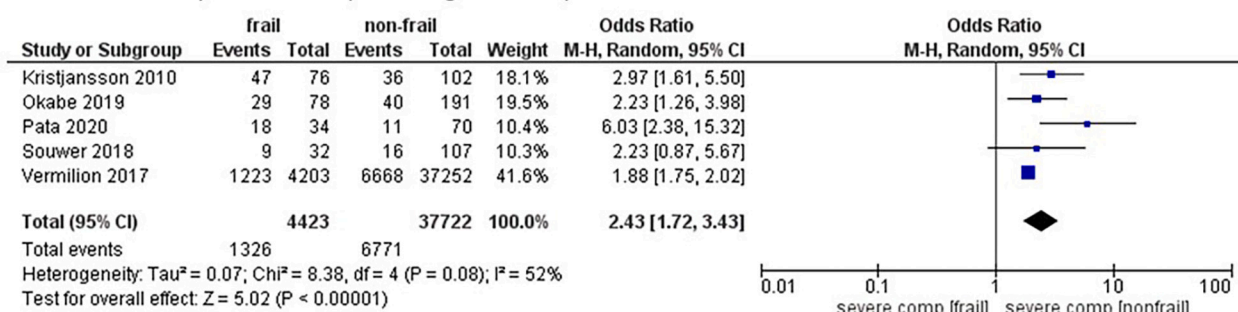 frail non-frail Odds Ratio Odds Ratio
Study or Subgroup Events Total Events Total Weight M-H, Random, 95% CI M-H, Random, 95% CI
Kristjansson 2010 47 76 36 102 18.1% 2.97 [1.61, 5.50]
Okabe 2019 29 78 40 191 19.5% 2.23 [1.26, 3.98]
Pata 2020 18 34 11 70 10.4% 6.03 [2.38, 15.32]
Souwer 2018 9 32 16 107 10.3% 2.23 [0.87, 5.67]
Vermilion 2017 1223 4203 6668 37252 41.6% 1.88 [1.75, 2.02]
Total (95% CI) 4423 37722 100.0% 2.43 [1.72, 3.43]
Total events 1326 6771
Heterogeneity: Tau² = 0.07; Chi² = 8.38, df = 4 (P = 0.08); I² = 52%
Test for overall effect: Z = 5.02 (P < 0.00001)
0.01 0.1 1 10 100
severe comp [frail] severe comp [nonfrail]